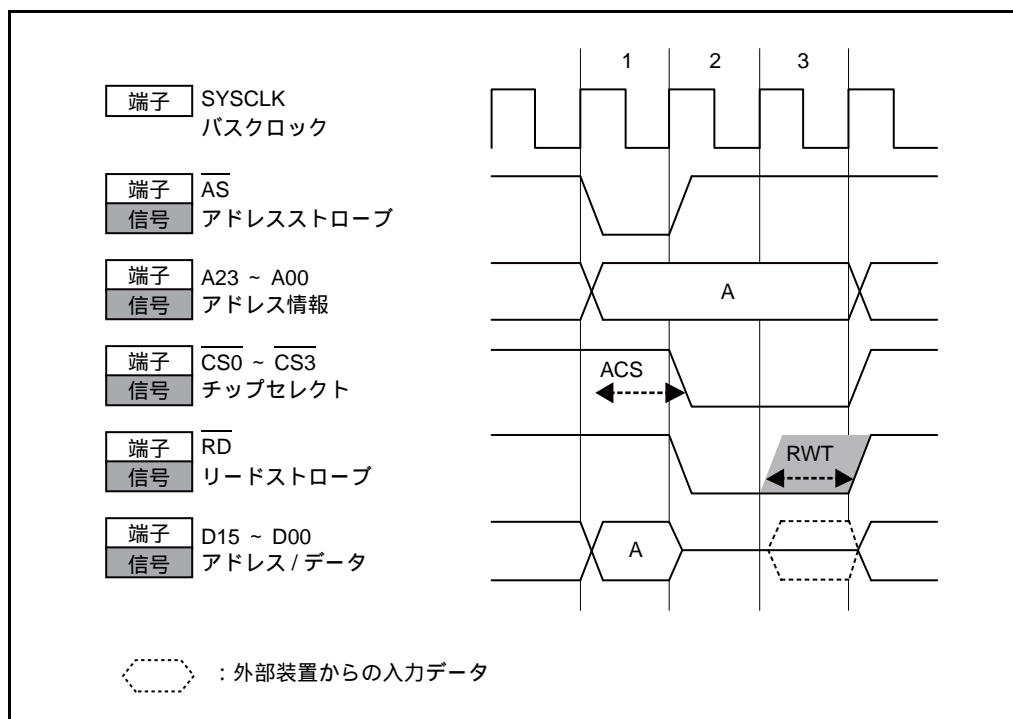 1 2 3
端子 SYSCLK
バスクロック
端子 AS
信号 アドレスストローブ
端子 A23 ~ A00
信号 アドレス情報
A
端子 CS0 ~ CS3
信号 チップセレクト
ACS
端子 RD
信号 リードストローブ
RWT
端子 D15 ~ D00
信号 アドレス / データ
A
：外部装置からの入力データ